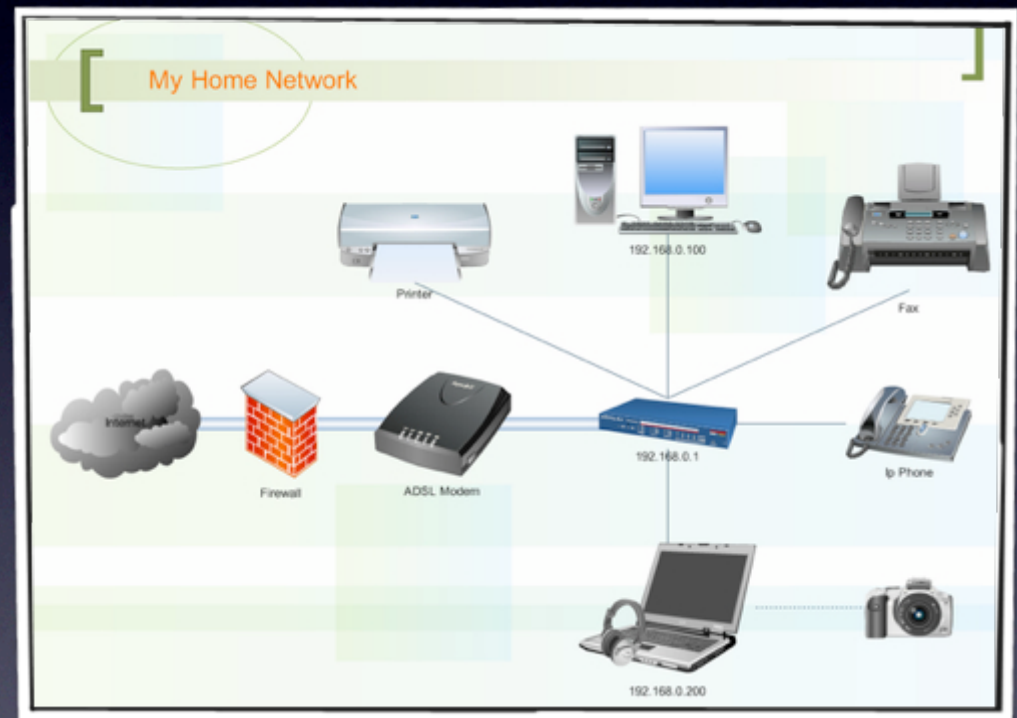 My Home Network
192.168.0.100
Printer
Fax
Internet
192.168.0.1
Ip Phone
Firewall
ADSL Modem
192.168.0.200